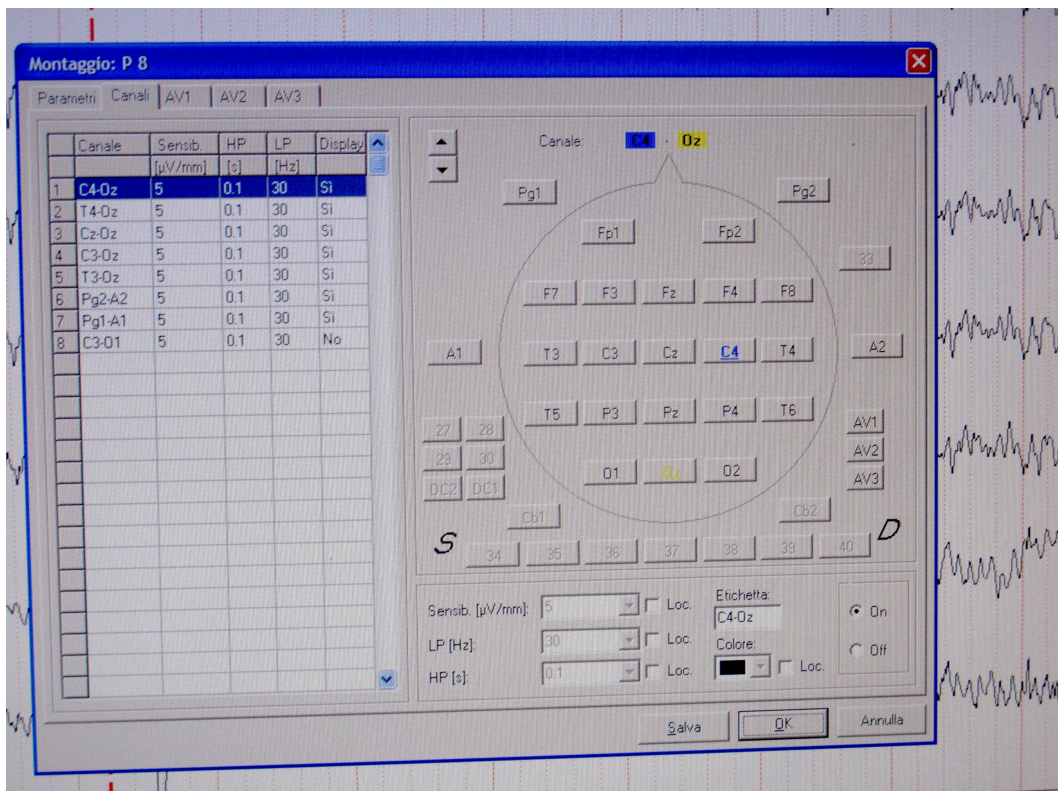 Montaggio: P 8
Parametri Canali AV1 AV2 AV3
Canale Sensib. HP LP Display
[µV/mm] [s] [Hz]
1 C4-Oz 5 0.1 30 Sì
2 T4-Oz 5 0.1 30 Sì
3 Cz-Oz 5 0.1 30 Sì
4 C3-Oz 5 0.1 30 Sì
5 T3-Oz 5 0.1 30 Sì
6 Pg2-A2 5 0.1 30 Sì
7 Pg1-A1 5 0.1 30 Sì
8 C3-O1 5 0.1 30 No
Canale: C4 - Oz
Pg1 Pg2
Fp1 Fp2
33
F7 F3 Fz F4 F8
A1 T3 C3 Cz C4 T4 A2
T5 P3 Pz P4 T6
AV1
27 28
AV2
29 30 O1 Oz O2
AV3
DC2 DC1
Cb1 Cb2
S D
34 35 36 37 38 39 40
Sensib. [µV/mm]: 5 Loc.
LP [Hz]: 30 Loc.
HP [s]: 0.1 Loc.
Etichetta:
C4-Oz
Colore:
Loc.
On
Off
Salva OK Annulla